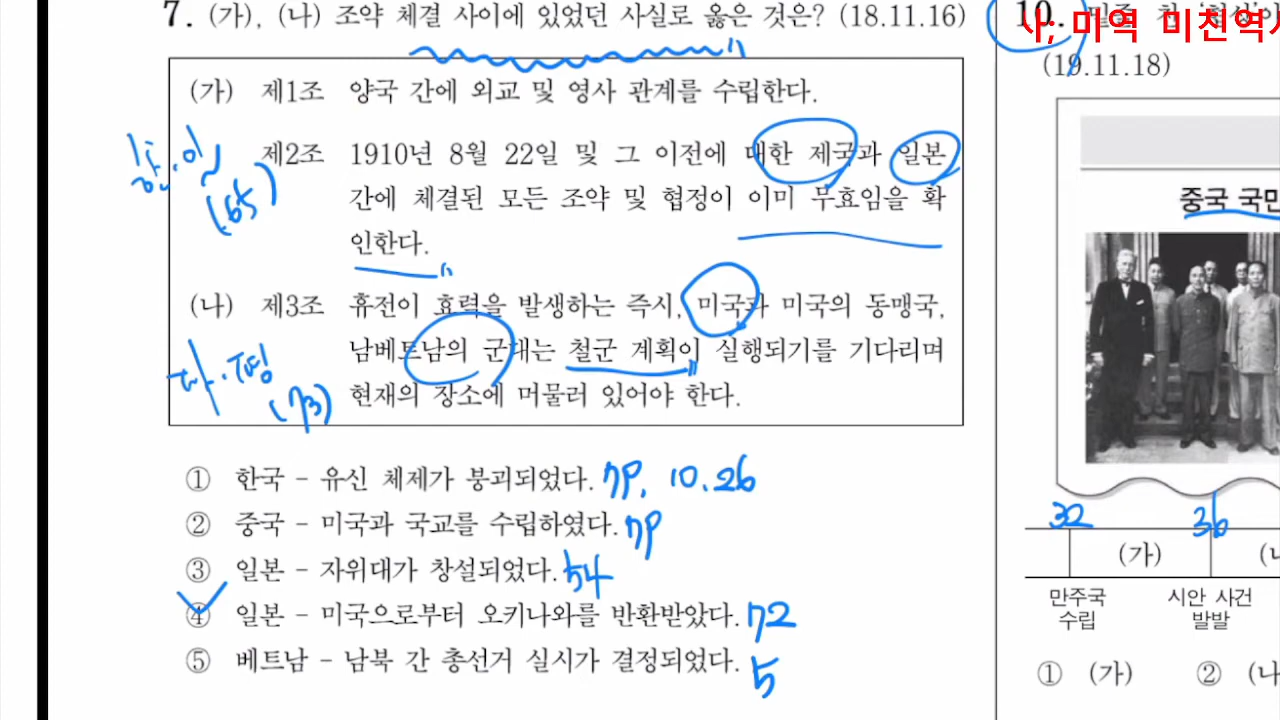 7. (가), (나) 조약 체결 사이에 있었던 사실로 옳은 것은? (18.11.16)
(가) 제1조 양국 간에 외교 및 영사 관계를 수립한다.
제2조 1910년 8월 22일 및 그 이전에 대한 제국과 일본
간에 체결된 모든 조약 및 협정이 이미 무효임을 확
인한다.
(65)
(나) 제3조 휴전이 효력을 발생하는 즉시, 미국과 미국의 동맹국,
남베트남의 군대는 철군 계획이 실행되기를 기다리며
현재의 장소에 머물러 있어야 한다.
(73)
① 한국 - 유신 체제가 붕괴되었다. 79. 10.26
② 중국 - 미국과 국교를 수립하였다. 79
③ 일본 - 자위대가 창설되었다. 54
④ 일본 - 미국으로부터 오키나와를 반환받았다. 72
⑤ 베트남 - 남북 간 총선거 실시가 결정되었다. 5
10.
사; 미역 미친역사
(19.11.18)
중국 국민
32
36
(가)
(나
만주국
수립
시안 사건
발발
① (가) ② (나